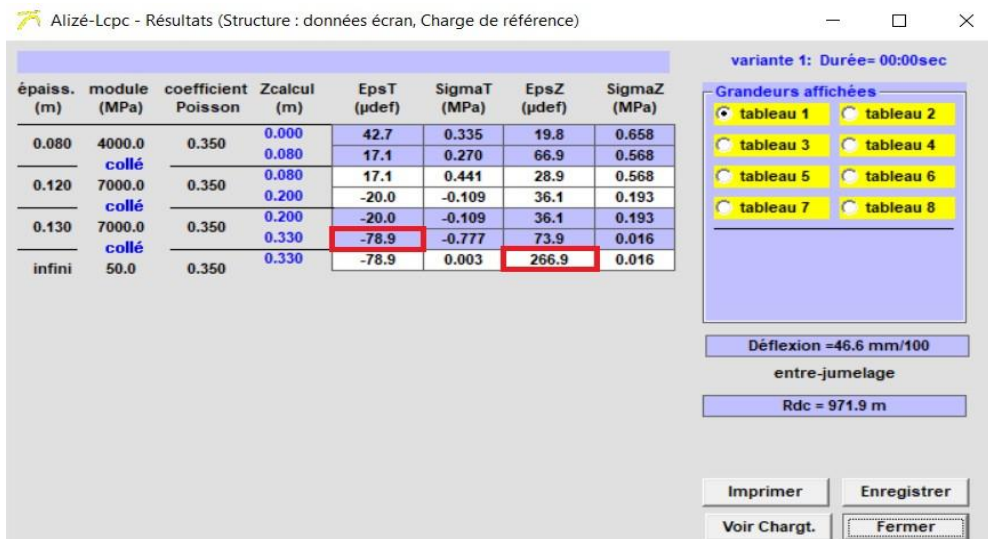 Alizé-Lcpc - Résultats (Structure : données écran, Charge de référence)
variante 1: Durée= 00:00sec
épaiss. module coefficient Zcalcul EpsT SigmaT EpsZ SigmaZ
(m) (MPa) Poisson (m) (µdef) (MPa) (µdef) (MPa)
0.000 42.7 0.335 19.8 0.658
0.080 4000.0 0.350
0.080 17.1 0.270 66.9 0.568
collé
0.080 17.1 0.441 28.9 0.568
0.120 7000.0 0.350
0.200 -20.0 -0.109 36.1 0.193
collé
0.200 -20.0 -0.109 36.1 0.193
0.130 7000.0 0.350
0.330 -78.9 -0.777 73.9 0.016
collé
0.330 -78.9 0.003 266.9 0.016
infini 50.0 0.350
Grandeurs affichées
tableau 1 tableau 2
tableau 3 tableau 4
tableau 5 tableau 6
tableau 7 tableau 8
Déflexion =46.6 mm/100
entre-jumelage
Rdc = 971.9 m
Imprimer Enregistrer
Voir Chargt. Fermer